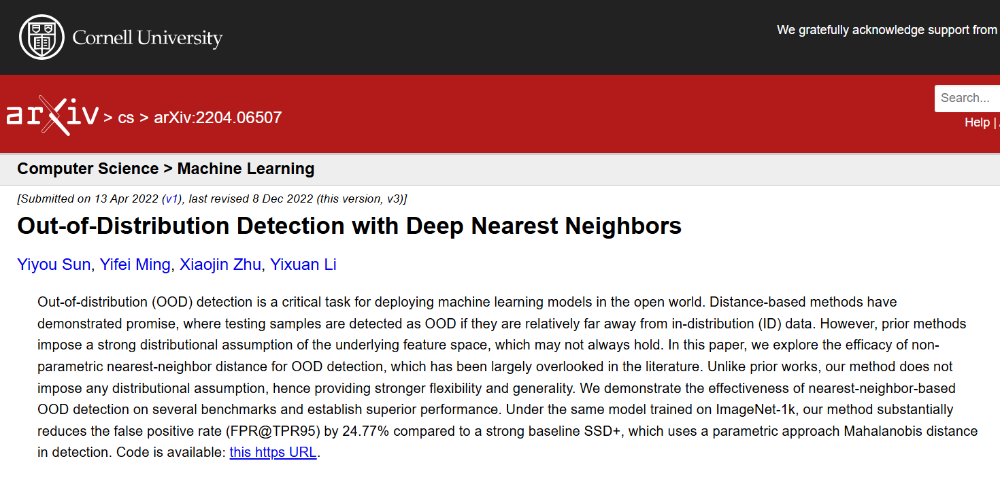 Cornell University
We gratefully acknowledge support from
arXiv > cs > arXiv:2204.06507
Search...
Help |
Computer Science > Machine Learning
[Submitted on 13 Apr 2022 (v1), last revised 8 Dec 2022 (this version, v3)]
Out-of-Distribution Detection with Deep Nearest Neighbors
Yiyou Sun, Yifei Ming, Xiaojin Zhu, Yixuan Li
Out-of-distribution (OOD) detection is a critical task for deploying machine learning models in the open world. Distance-based methods have
demonstrated promise, where testing samples are detected as OOD if they are relatively far away from in-distribution (ID) data. However, prior methods
impose a strong distributional assumption of the underlying feature space, which may not always hold. In this paper, we explore the efficacy of non-
parametric nearest-neighbor distance for OOD detection, which has been largely overlooked in the literature. Unlike prior works, our method does not
impose any distributional assumption, hence providing stronger flexibility and generality. We demonstrate the effectiveness of nearest-neighbor-based
OOD detection on several benchmarks and establish superior performance. Under the same model trained on ImageNet-1k, our method substantially
reduces the false positive rate (FPR@TPR95) by 24.77% compared to a strong baseline SSD+, which uses a parametric approach Mahalanobis distance
in detection. Code is available: this https URL.